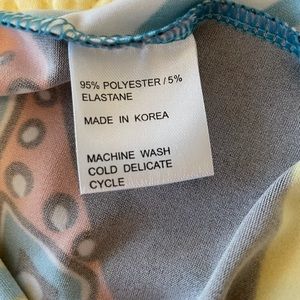 95% POLYESTER / 5%
ELASTANE
MADE IN KOREA
MACHINE WASH
COLD DELICATE
CYCLE